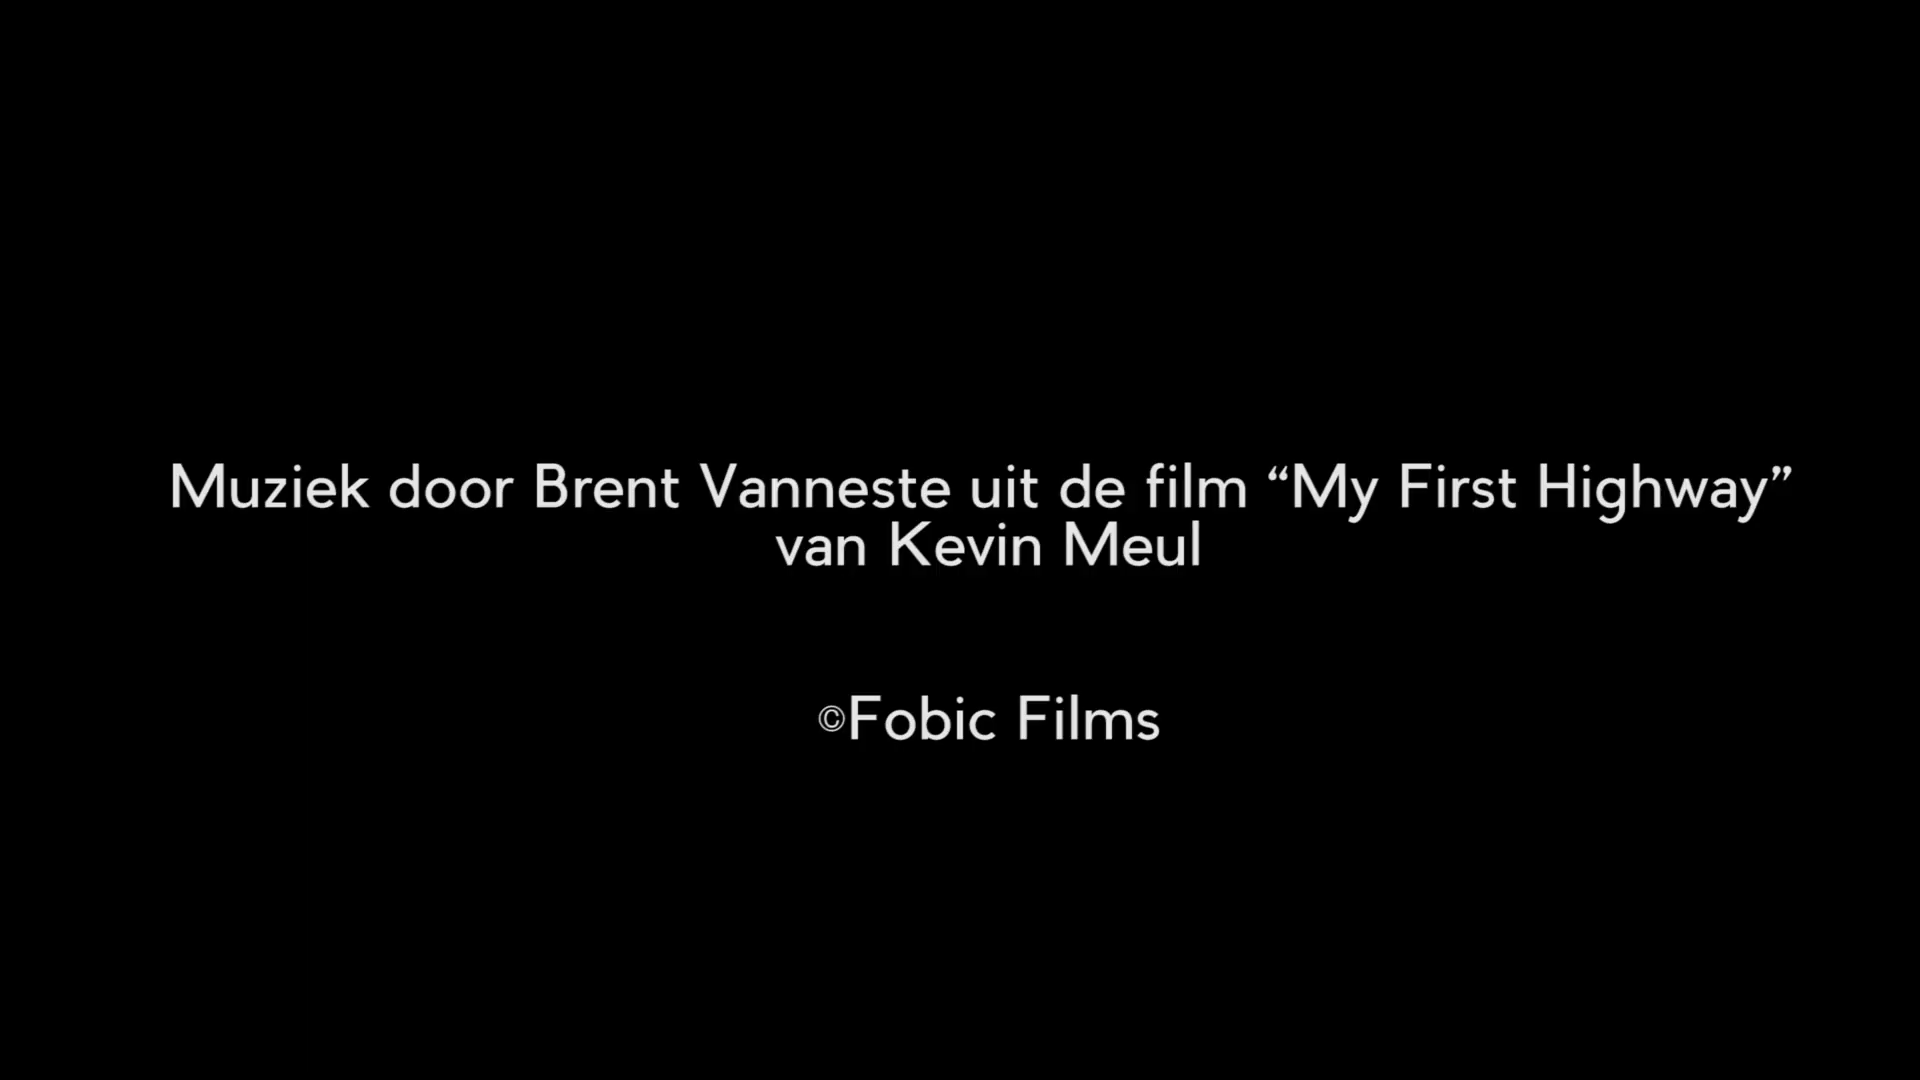 Muziek door Brent Vanneste uit de film “My First Highway”
van Kevin Meul
©Fobic Films